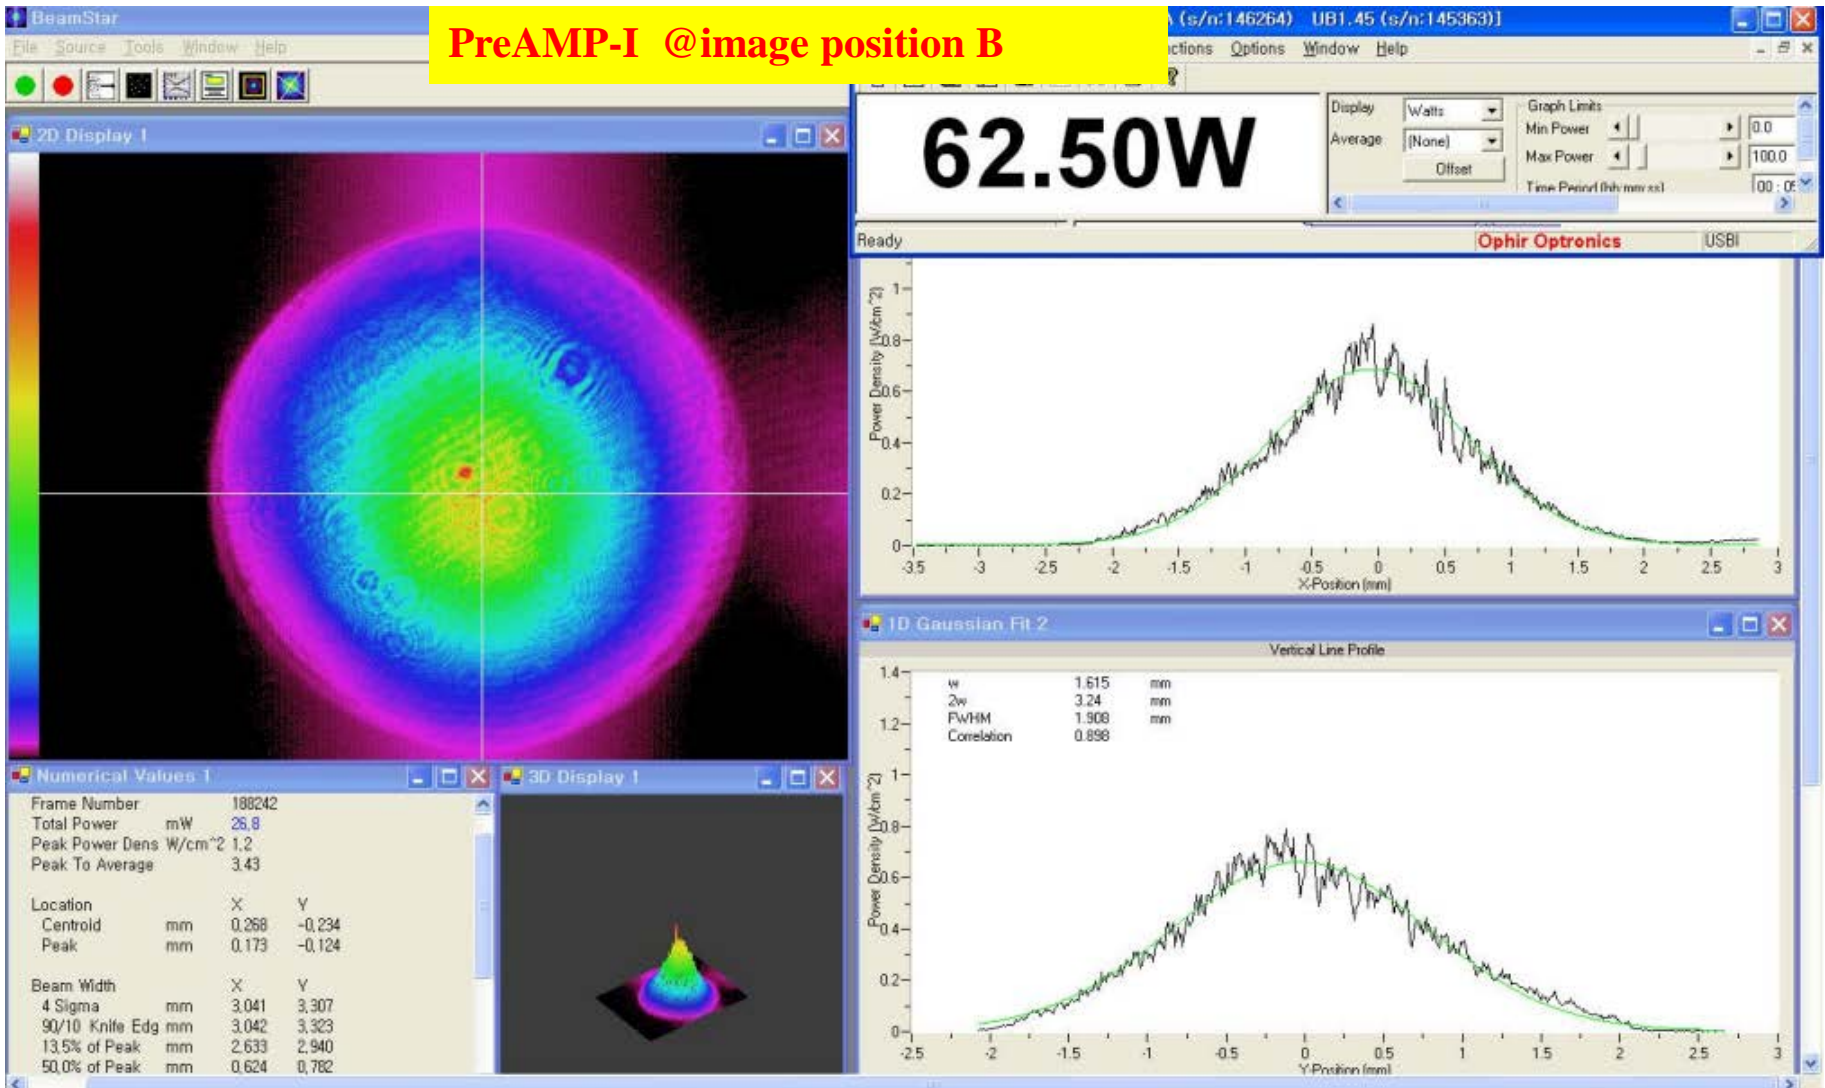 BeamStar
PreAMP-I @image position B
(s/n:146264) UB1.45 (s/n:145363)]
File Source Tools Window Help
Options Window Help
2D Display 1
62.50W
Display Watts
Average (None)
Offset
Graph Limits
Min Power 0.0
Max Power 100.0
Time Period (hh:mm:ss)
Ready
Ophir Optronics
USBI
Power Density [W/cm^2]
1
0.8
0.6
0.4
0.2
0
-3.5 -3 -2.5 -2 -1.5 -1 -0.5 0 0.5 1 1.5 2 2.5 3
X-Position [mm]
1D Gaussian Fit 2
Vertical Line Profile
w 1.615 mm
2w 3.24 mm
FWHM 1.908 mm
Correlation 0.898
Power Density [W/cm^2]
1.4
1.2
1
0.8
0.6
0.4
0.2
0
-2.5 -2 -1.5 -1 -0.5 0 0.5 1 1.5 2 2.5 3
Y-Position [mm]
Numerical Values 1
Frame Number 188242
Total Power mW 26,8
Peak Power Dens W/cm^2 1,2
Peak To Average 3,43
Location X Y
Centroid mm 0,268 -0,234
Peak mm 0,173 -0,124
Beam Width X Y
4 Sigma mm 3,041 3,307
90/10 Knife Edg mm 3,042 3,323
13,5% of Peak mm 2,633 2,940
50,0% of Peak mm 0,624 0,782
3D Display 1